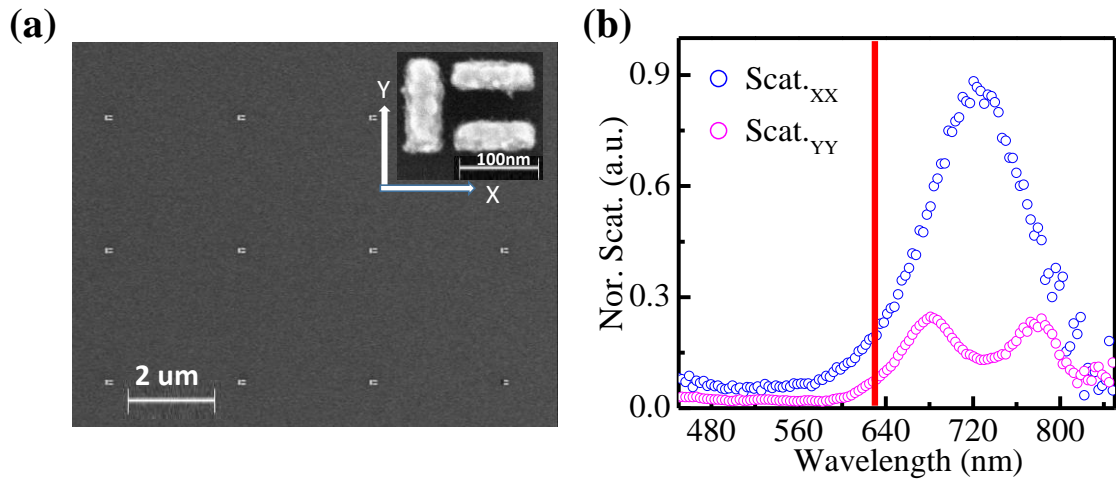 (a)
Y
100nm
X
2 um
(b)
Nor. Scat. (a.u.)
0.9
0.6
0.3
0.0
Scat.XX
Scat.YY
480 560 640 720 800
Wavelength (nm)